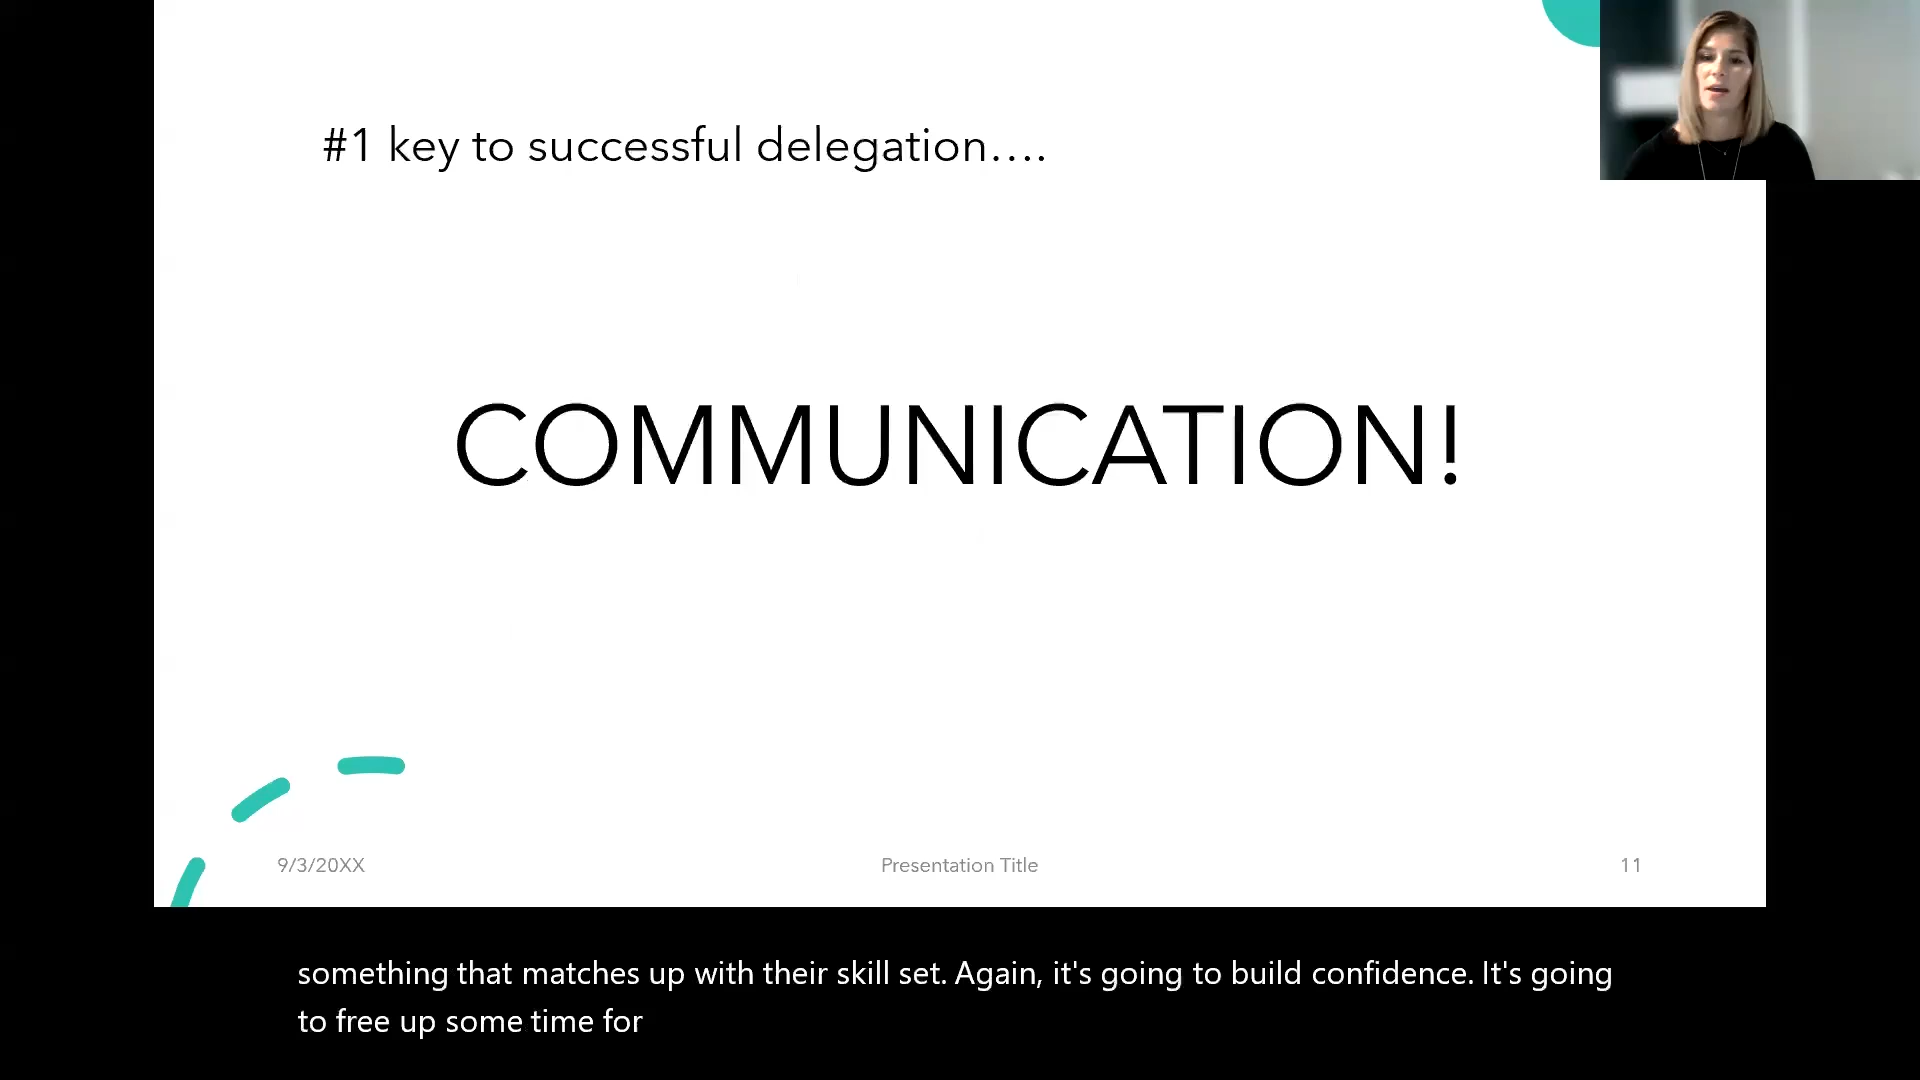 #1 key to successful delegation....
COMMUNICATION!
9/3/20XX
Presentation Title
11
something that matches up with their skill set. Again, it's going to build confidence. It's going
to free up some time for